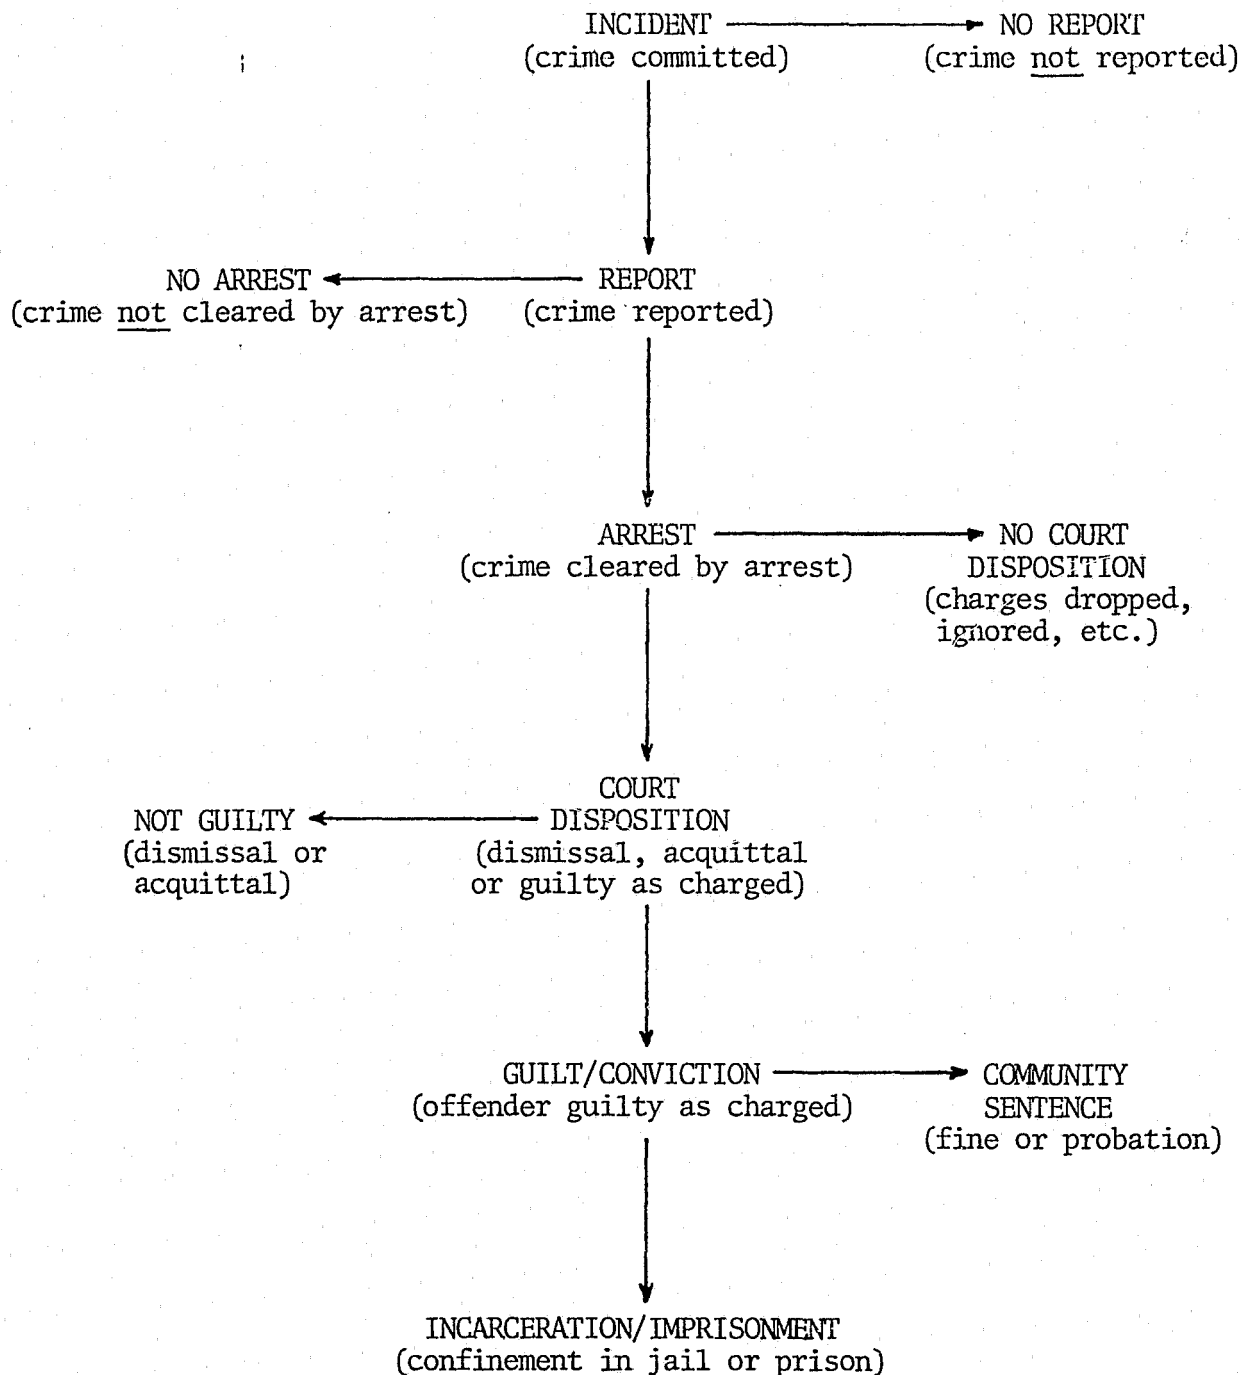 INCIDENT NO REPORT
(crime committed) (crime not reported)
NO ARREST REPORT
(crime not cleared by arrest) (crime reported)
ARREST NO COURT
(crime cleared by arrest) DISPOSITION
(charges dropped,
ignored, etc.)
COURT
NOT GUILTY DISPOSITION
(dismissal or (dismissal, acquittal
acquittal) or guilty as charged)
GUILT/CONVICTION COMMUNITY
(offender guilty as charged) SENTENCE
(fine or probation)
INCARCERATION/IMPRISONMENT
(confinement in jail or prison)